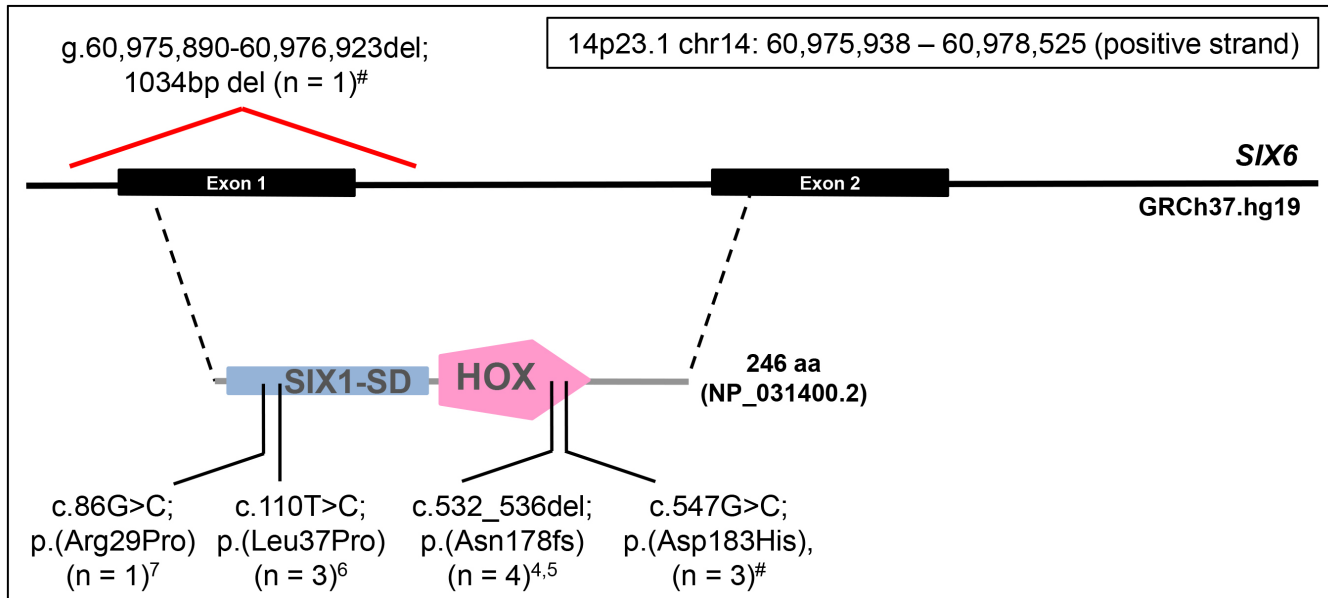 g.60,975,890-60,976,923del;
1034bp del (n = 1)#
14p23.1 chr14: 60,975,938 – 60,978,525 (positive strand)
SIX6
Exon 1
Exon 2
GRCh37.hg19
SIX1-SD
HOX
246 aa
(NP_031400.2)
c.86G>C;
p.(Arg29Pro)
(n = 1)7
c.110T>C;
p.(Leu37Pro)
(n = 3)6
c.532_536del;
p.(Asn178fs)
(n = 4)4,5
c.547G>C;
p.(Asp183His),
(n = 3)#